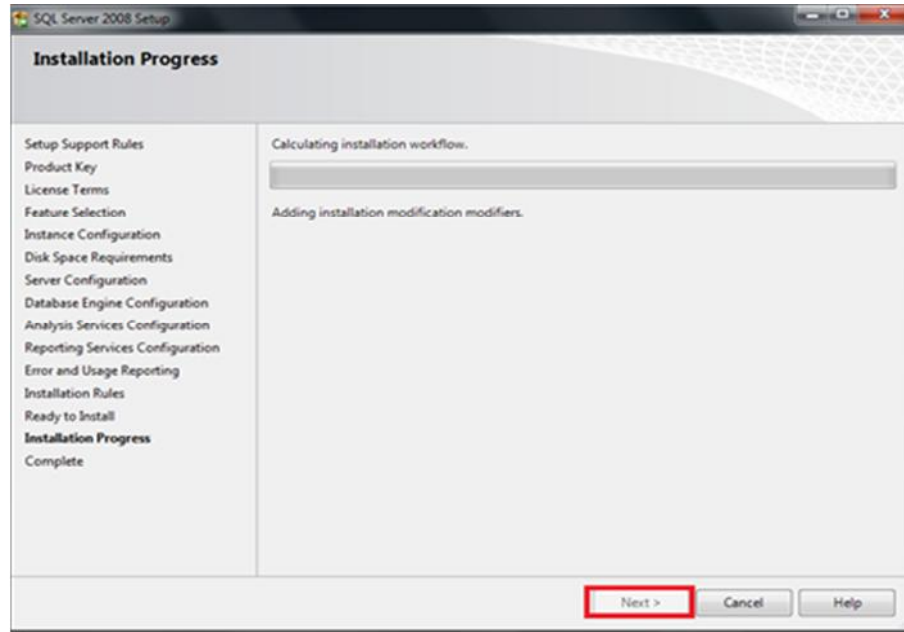 SQL Server 2008 Setup
Installation Progress
Setup Support Rules
Product Key
License Terms
Feature Selection
Instance Configuration
Disk Space Requirements
Server Configuration
Database Engine Configuration
Analysis Services Configuration
Reporting Services Configuration
Error and Usage Reporting
Installation Rules
Ready to Install
Installation Progress
Complete
Calculating installation workflow.
Adding installation modification modifiers.
Next >
Cancel
Help